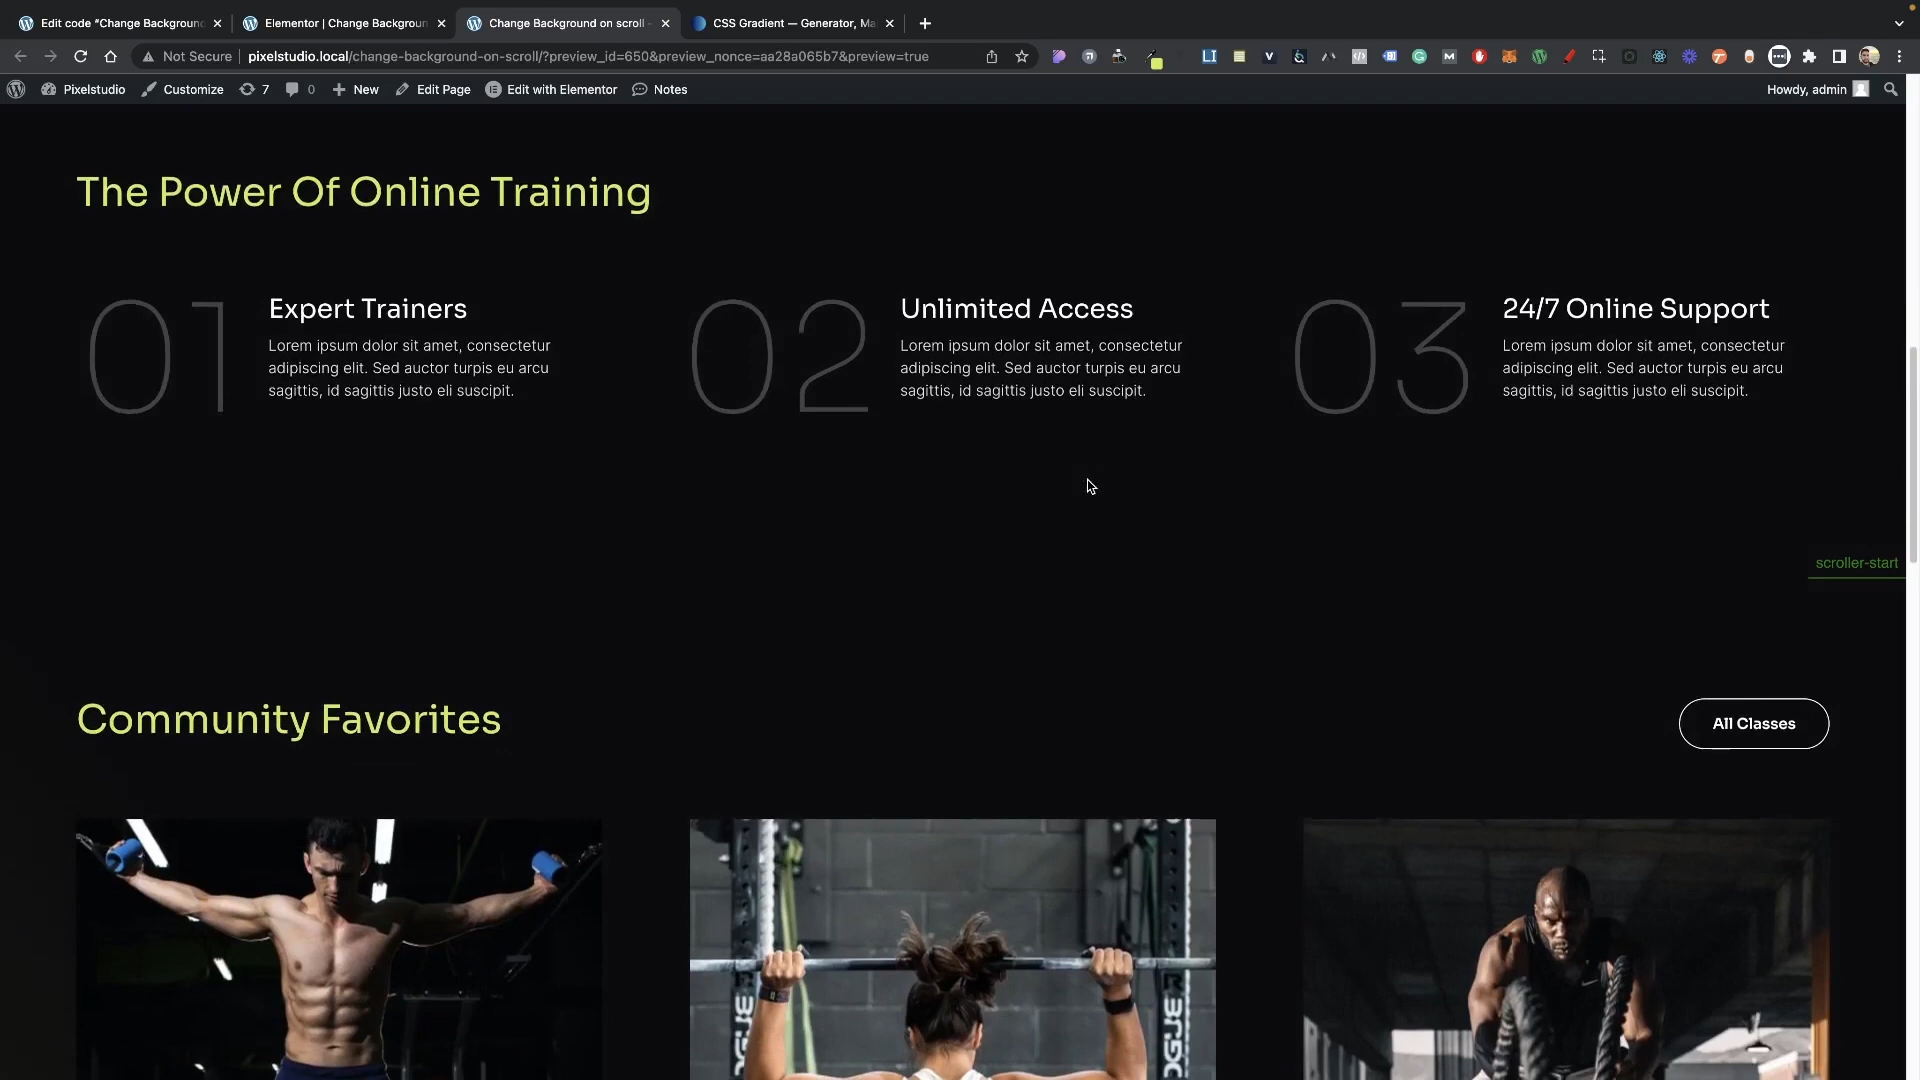 Edit code "Change Background
Elementor | Change Backgroun
Change Background on scroll -
CSS Gradient — Generator, Ma
Not Secure
pixelstudio.local/change-background-on-scroll/?preview_id=650&preview_nonce=aa28a065b7&preview=true
Pixelstudio
Customize
7
0
New
Edit Page
Edit with Elementor
Notes
Howdy, admin
The Power Of Online Training
01
Expert Trainers
Lorem ipsum dolor sit amet, consectetur
adipiscing elit. Sed auctor turpis eu arcu
sagittis, id sagittis justo eli suscipit.
02
Unlimited Access
Lorem ipsum dolor sit amet, consectetur
adipiscing elit. Sed auctor turpis eu arcu
sagittis, id sagittis justo eli suscipit.
03
24/7 Online Support
Lorem ipsum dolor sit amet, consectetur
adipiscing elit. Sed auctor turpis eu arcu
sagittis, id sagittis justo eli suscipit.
scroller-start
Community Favorites
All Classes